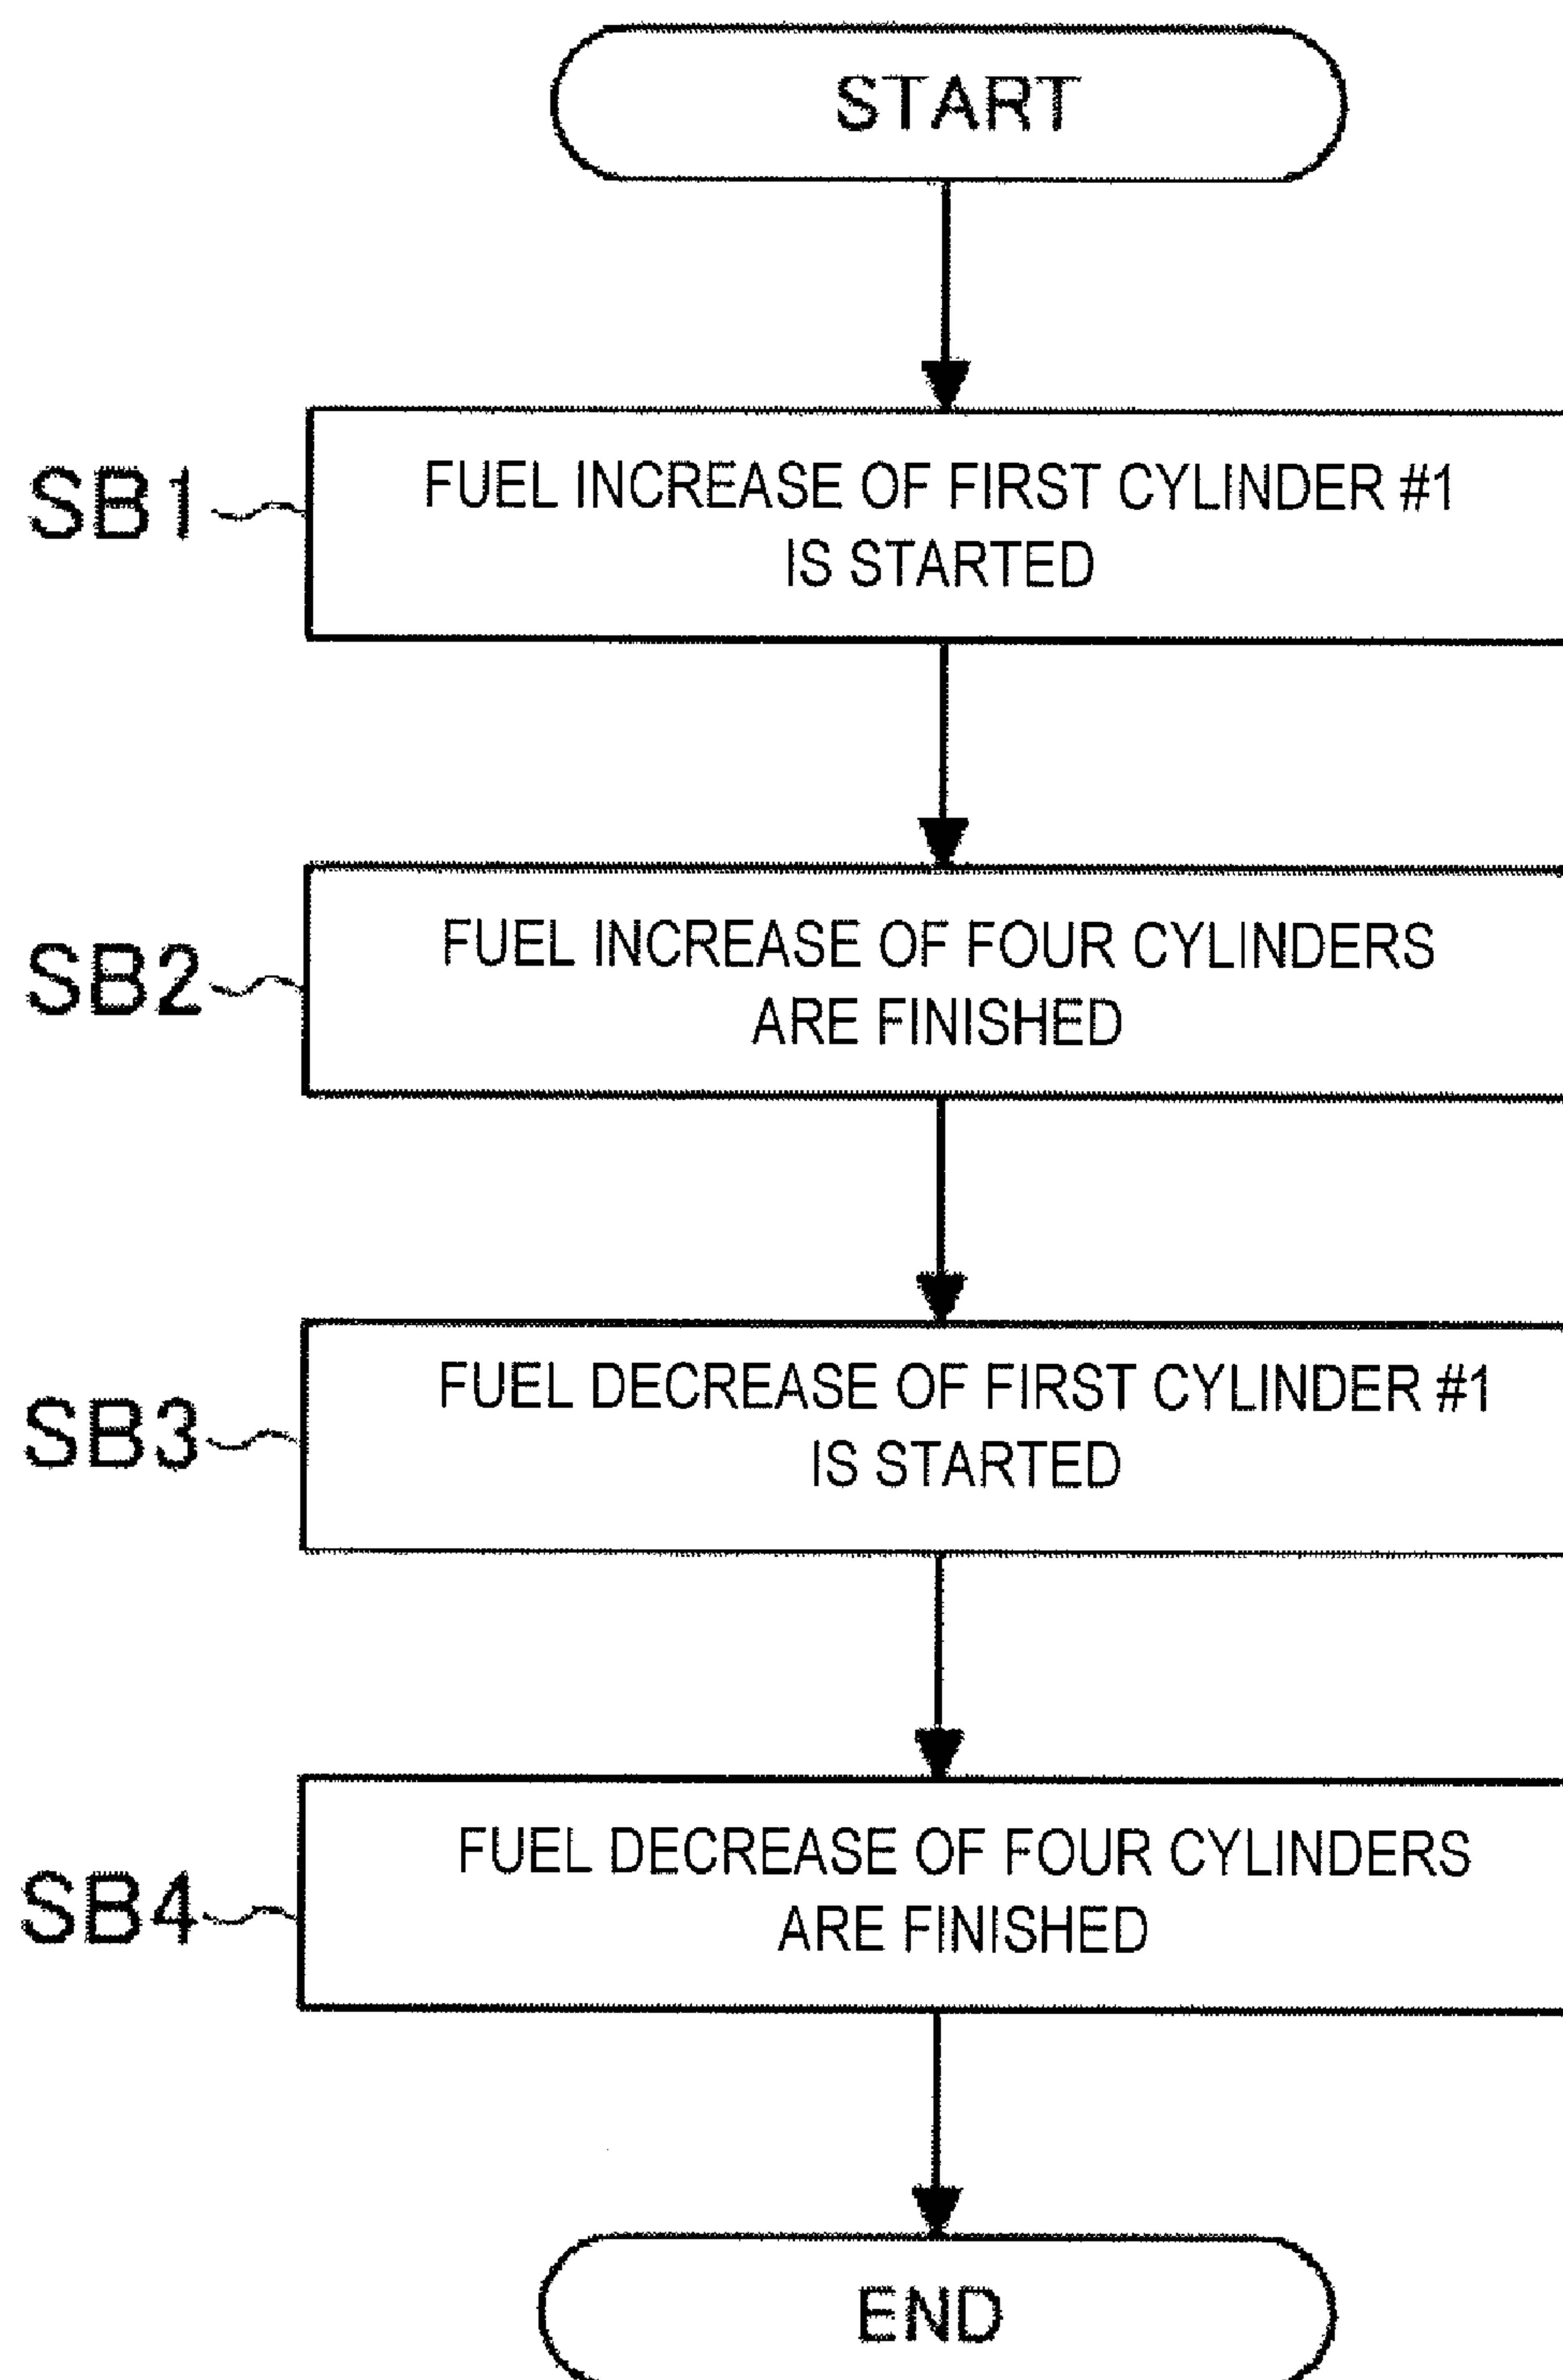 START
SB1
FUEL INCREASE OF FIRST CYLINDER #1
IS STARTED
SB2
FUEL INCREASE OF FOUR CYLINDERS
ARE FINISHED
SB3
FUEL DECREASE OF FIRST CYLINDER #1
IS STARTED
SB4
FUEL DECREASE OF FOUR CYLINDERS
ARE FINISHED
END